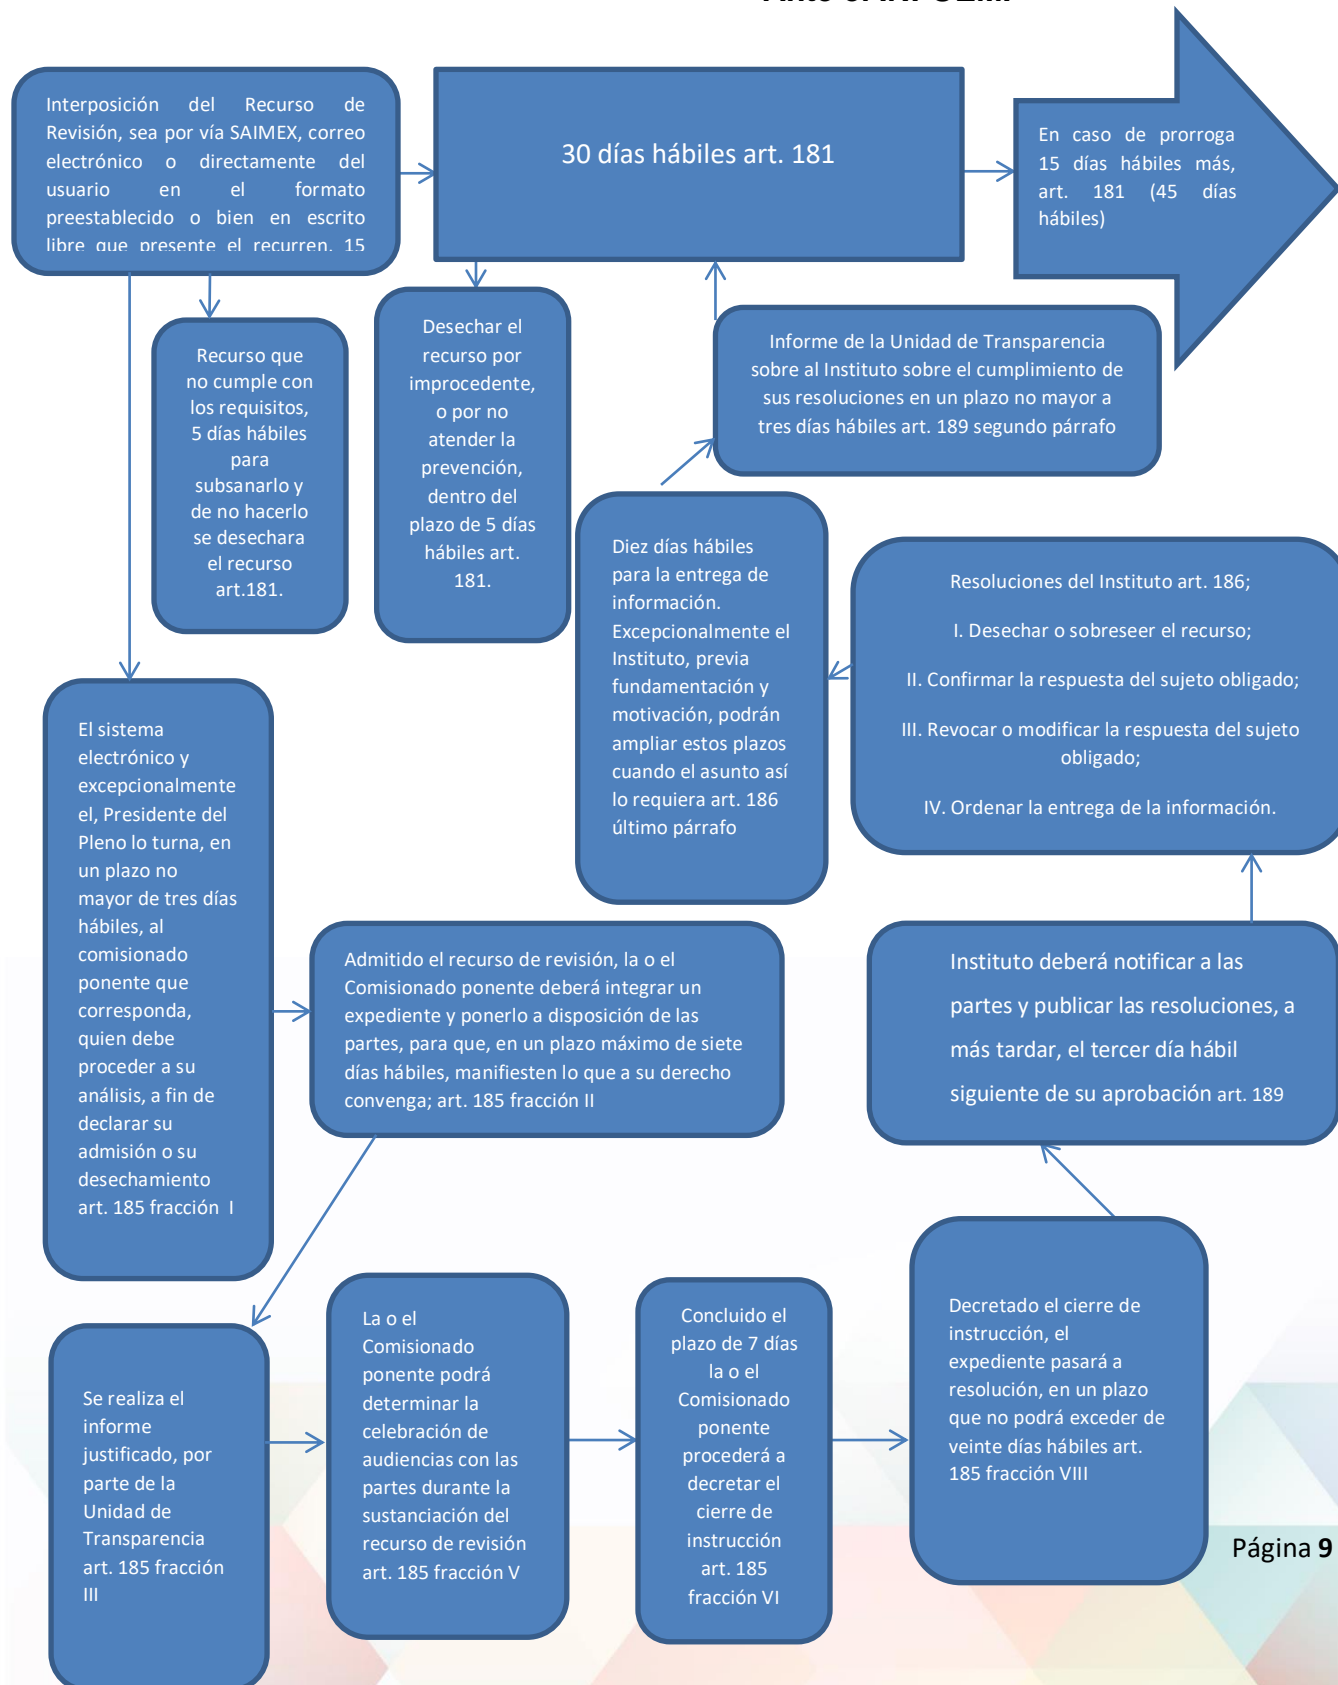 Interposición del Recurso de
Revisión, sea por vía SAIMEX, correo
electrónico o directamente del
usuario en el formato
preestablecido o bien en escrito
libre que presente el recurren. 15
30 días hábiles art. 181
En caso de prorroga
15 días hábiles más,
art. 181 (45 días
hábiles)
Recurso que
no cumple con
los requisitos,
5 días hábiles
para
subsanarlo y
de no hacerlo
se desechara
el recurso
art.181.
Desechar el
recurso por
improcedente,
o por no
atender la
prevención,
dentro del
plazo de 5 días
hábiles art.
181.
Informe de la Unidad de Transparencia
sobre al Instituto sobre el cumplimiento de
sus resoluciones en un plazo no mayor a
tres días hábiles art. 189 segundo párrafo
Diez días hábiles
para la entrega de
información.
Excepcionalmente el
Instituto, previa
fundamentación y
motivación, podrán
ampliar estos plazos
cuando el asunto así
lo requiera art. 186
último párrafo
Resoluciones del Instituto art. 186;
I. Desechar o sobreseer el recurso;
II. Confirmar la respuesta del sujeto obligado;
III. Revocar o modificar la respuesta del sujeto
obligado;
IV. Ordenar la entrega de la información.
El sistema
electrónico y
excepcionalmente
el, Presidente del
Pleno lo turna, en
un plazo no
mayor de tres días
hábiles, al
comisionado
ponente que
corresponda,
quien debe
proceder a su
análisis, a fin de
declarar su
admisión o su
desechamiento
art. 185 fracción I
Admitido el recurso de revisión, la o el
Comisionado ponente deberá integrar un
expediente y ponerlo a disposición de las
partes, para que, en un plazo máximo de siete
días hábiles, manifiesten lo que a su derecho
convenga; art. 185 fracción II
Instituto deberá notificar a las
partes y publicar las resoluciones, a
más tardar, el tercer día hábil
siguiente de su aprobación art. 189
Se realiza el
informe
justificado, por
parte de la
Unidad de
Transparencia
art. 185 fracción
III
La o el
Comisionado
ponente podrá
determinar la
celebración de
audiencias con las
partes durante la
sustanciación del
recurso de revisión
art. 185 fracción V
Concluido el
plazo de 7 días
la o el
Comisionado
ponente
procederá a
decretar el
cierre de
instrucción
art. 185
fracción VI
Decretado el cierre de
instrucción, el
expediente pasará a
resolución, en un plazo
que no podrá exceder de
veinte días hábiles art.
185 fracción VIII
Página 9